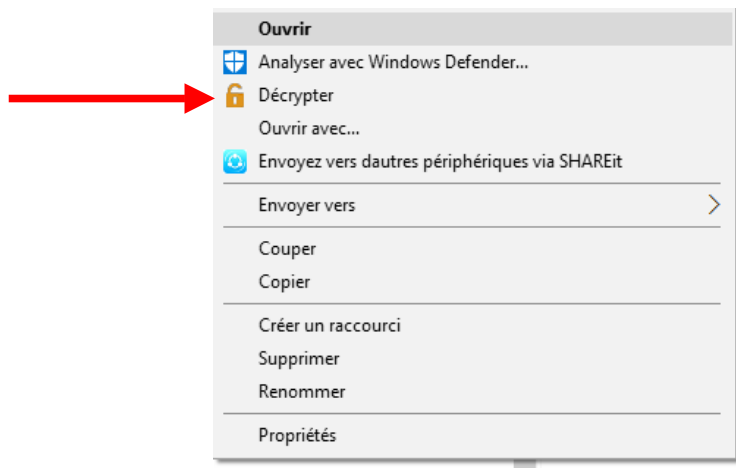 Ouvrir
Analyser avec Windows Defender...
Décrypter
Ouvrir avec...
Envoyez vers dautres périphériques via SHAREit
Envoyer vers
Couper
Copier
Créer un raccourci
Supprimer
Renommer
Propriétés